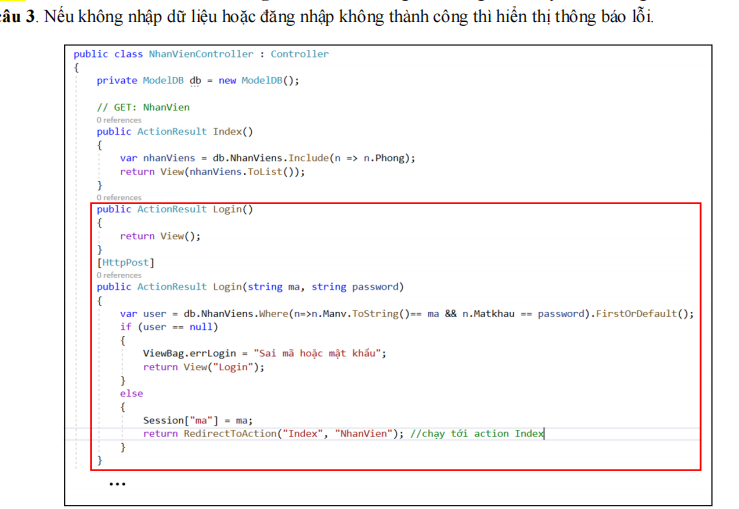 câu 3. Nếu không nhập dữ liệu hoặc đăng nhập không thành công thì hiển thị thông báo lỗi.
public class NhanVienController : Controller
{
private ModelDB db = new ModelDB();
// GET: NhanVien
0 references
public ActionResult Index()
{
var nhanViens = db.NhanViens.Include(n => n.Phong);
return View(nhanViens.ToList());
}
0 references
public ActionResult Login()
{
return View();
}
[HttpPost]
0 references
public ActionResult Login(string ma, string password)
{
var user = db.NhanViens.Where(n=>n.Manv.ToString()== ma && n.Matkhau == password).FirstOrDefault();
if (user == null)
{
ViewBag.errLogin = "Sai mã hoặc mật khẩu";
return View("Login");
}
else
{
Session["ma"] = ma;
return RedirectToAction("Index", "NhanVien"); //chạy tới action Index
}
}
...